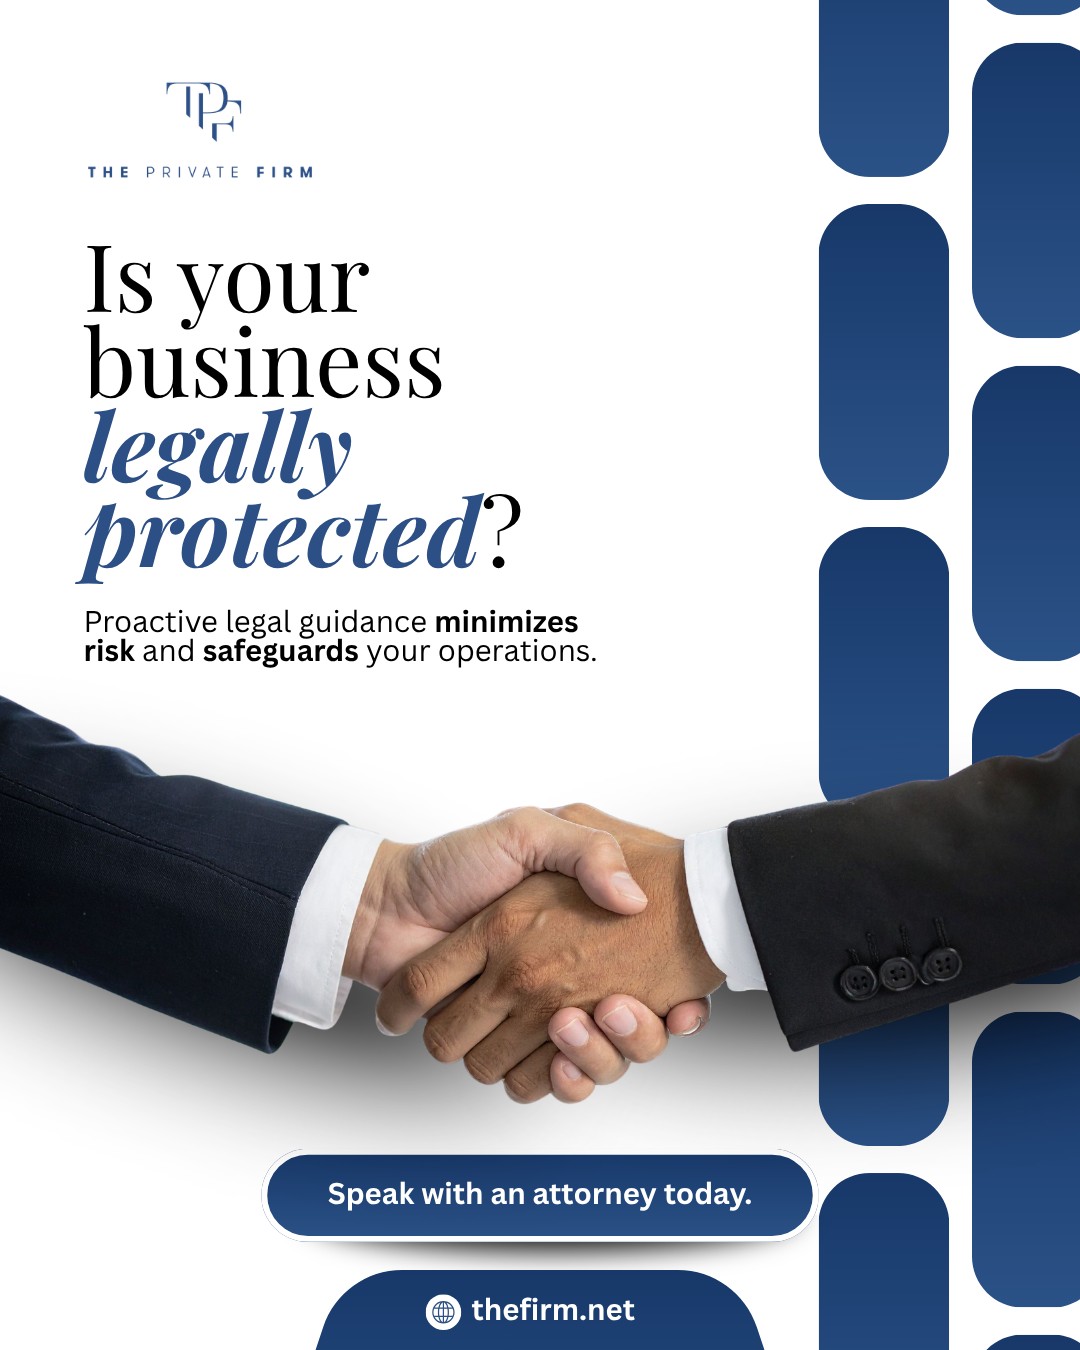 TPF
THE PRIVATE FIRM
Is your
business
legally
protected?
Proactive legal guidance minimizes
risk and safeguards your operations.
Speak with an attorney today.
thefirm.net